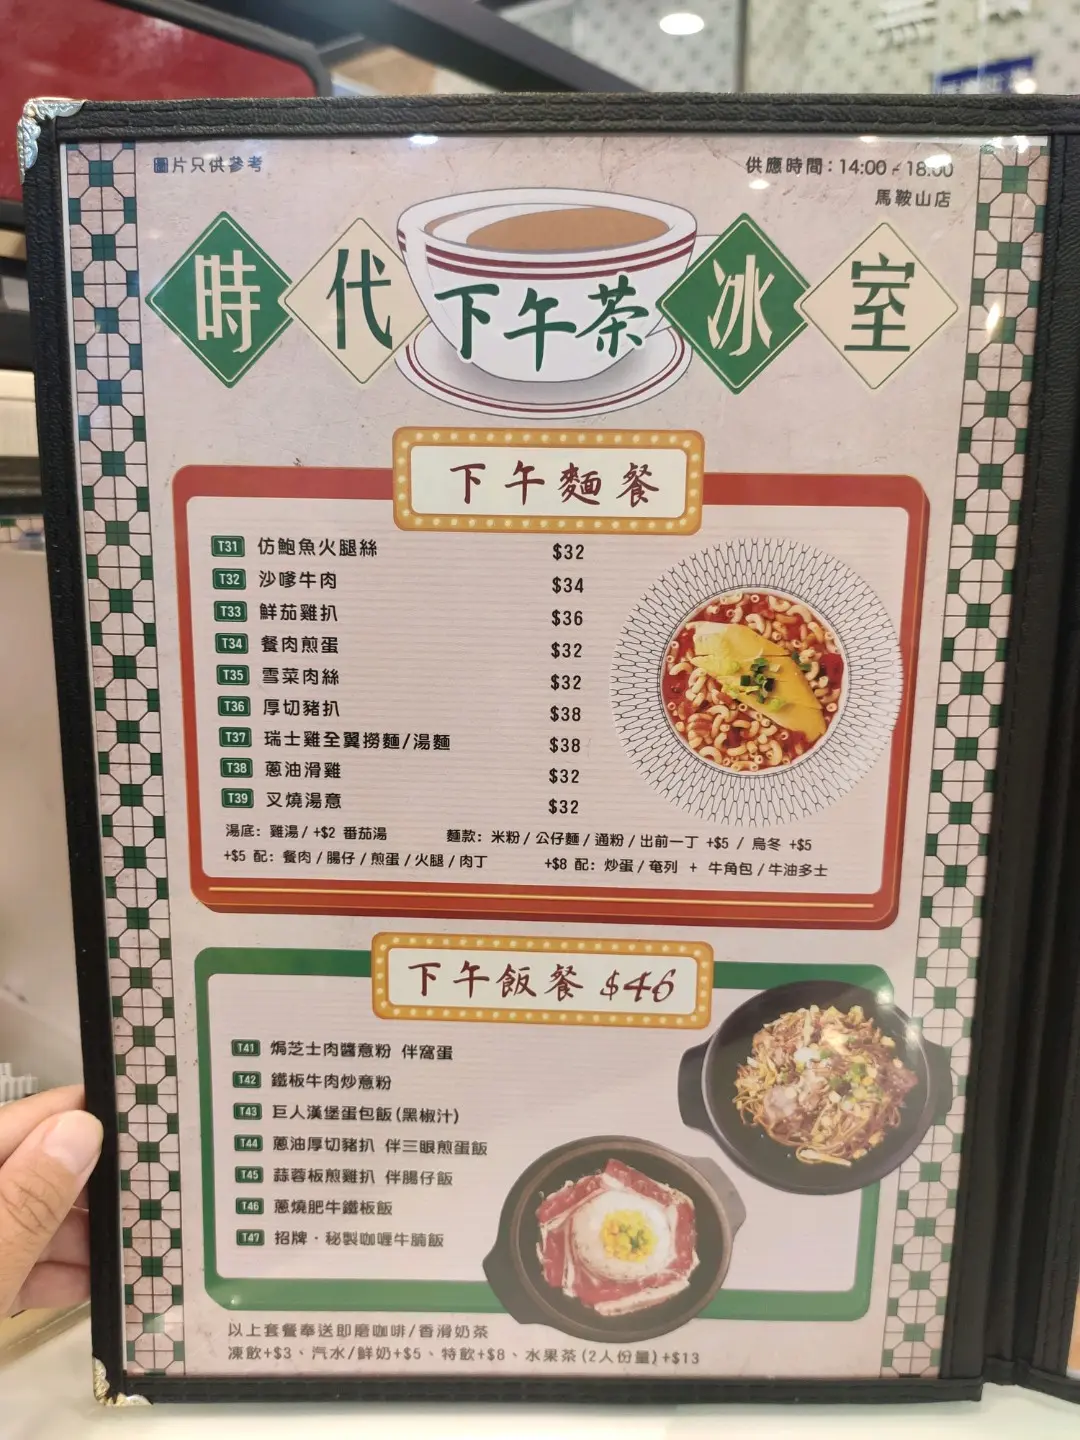 圖片只供參考
供應時間：14:00 - 18:00
馬鞍山店
時代 下午茶 冰室
下午麵餐
T31 仿鮑魚火腿絲 $32
T32 沙嗲牛肉 $34
T33 鮮茄雞扒 $36
T34 餐肉煎蛋 $32
T35 雪菜肉絲 $32
T36 厚切豬扒 $38
T37 瑞士雞全翼撈麵/湯麵 $38
T38 蔥油滑雞 $32
T39 叉燒湯意 $32
湯底：雞湯 / +$2 番茄湯 麵款：米粉 / 公仔麵 / 通粉 / 出前一丁 +$5 / 烏冬 +$5
+$5 配：餐肉 / 腸仔 / 煎蛋 / 火腿 / 肉丁 +$8 配：炒蛋 / 奄列 + 牛角包 / 牛油多士
下午飯餐 $46
T41 焗芝士肉醬意粉 伴窩蛋
T42 鐵板牛肉炒意粉
T43 巨人漢堡蛋包飯(黑椒汁)
T44 蔥油厚切豬扒 伴三眼煎蛋飯
T45 蒜蓉板煎雞扒 伴腸仔飯
T46 蔥燒肥牛鐵板飯
T47 招牌・秘製咖喱牛腩飯
以上套餐奉送即磨咖啡/香滑奶茶
凍飲+$3、汽水/鮮奶+$5、特飲+$8、水果茶(2人份量)+$13